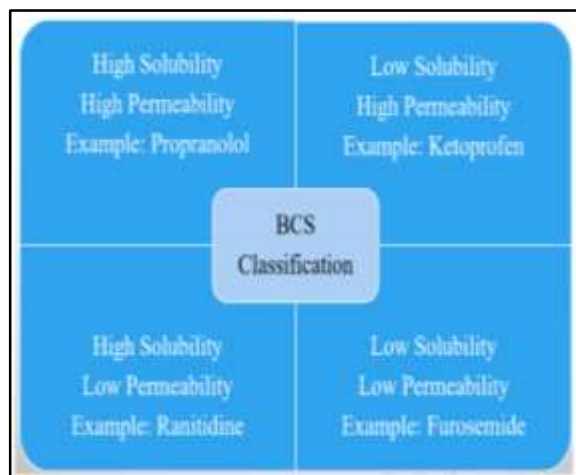 High Solubility
High Permeability
Example: Propranolol
Low Solubility
High Permeability
Example: Ketoprofen
BCS
Classification
High Solubility
Low Permeability
Example: Ranitidine
Low Solubility
Low Permeability
Example: Furosemide